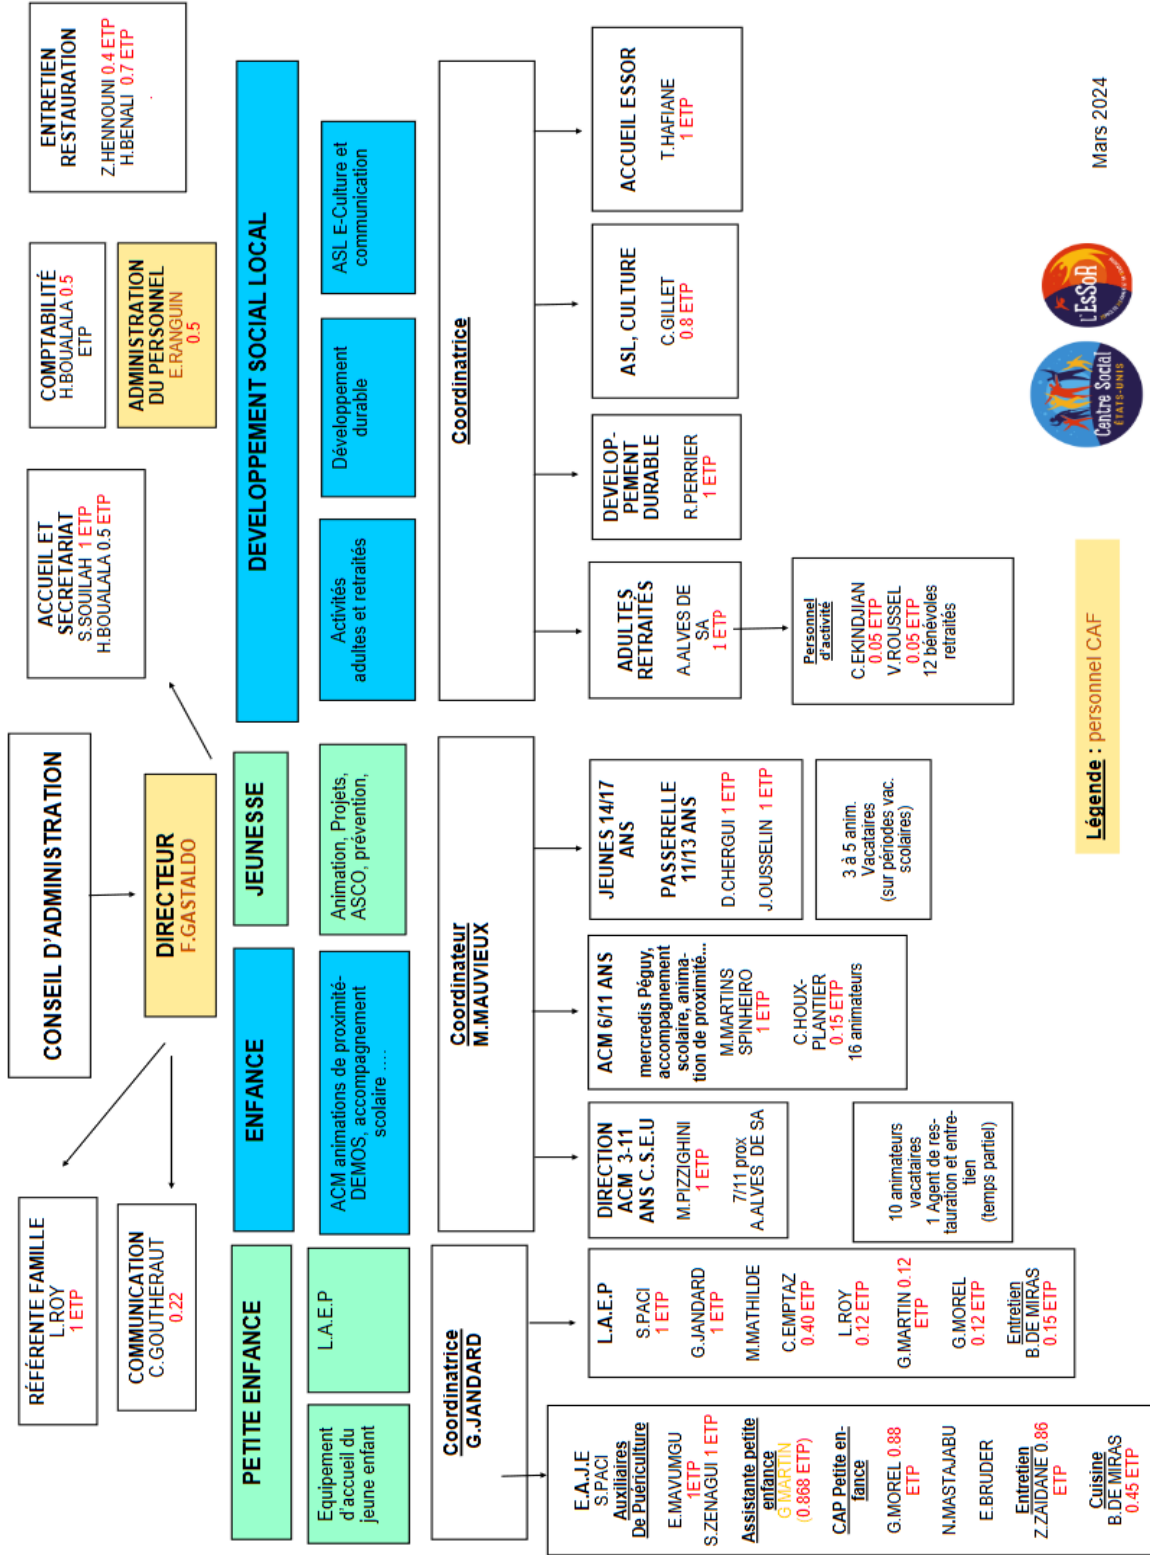 CONSEIL D'ADMINISTRATION
DIRECTEUR
F.GASTALDO
RÉFÉRENTE FAMILLE
L.ROY
1 ETP
COMMUNICATION
C.GOUTHERAUT
0.22
ACCUEIL ET
SECRETARIAT
S.SOUILAH 1 ETP
H.BOUALALA 0.5 ETP
COMPTABILITÉ
H.BOUALALA 0.5
ETP
ADMINISTRATION
DU PERSONNEL
E.RANGUIN
0.5
ENTRETIEN
RESTAURATION
Z.HENNOUNI 0.4 ETP
H.BENALI 0.7 ETP
PETITE ENFANCE
ENFANCE
JEUNESSE
DEVELOPPEMENT SOCIAL LOCAL
Equipement
d'accueil du
jeune enfant
L.A.E.P
ACM animations de proximité-
DEMOS, accompagnement
scolaire ....
Animation, Projets,
ASCO, prévention,
Activités
adultes et retraités
Développement
durable
ASL E-Culture et
communication
Coordinatrice
G.JANDARD
Coordinateur
M.MAUVIEUX
Coordinatrice
E.A.J.E
S.PACI
Auxiliaires
De Puériculture
E.MAVUMGU
1ETP
S.ZENAGUI 1 ETP
Assistante petite
enfance
G MARTIN
(0.868 ETP)
CAP Petite en-
fance
G.MOREL 0.88
ETP
N.MASTAJABU
E.BRUDER
Entretien
Z.ZAIDANE 0.86
ETP
Cuisine
B.DE MIRAS
0.45 ETP
L.A.E.P
S.PACI
1 ETP
G.JANDARD
1 ETP
M.MATHILDE
C.EMPTAZ
0.40 ETP
L.ROY
0.12 ETP
G.MARTIN 0.12
ETP
G.MOREL
0.12 ETP
Entretien
B.DE MIRAS
0.15 ETP
DIRECTION
ACM 3-11
ANS C.S.E.U
M.PIZZIGHINI
1 ETP
7/11 prox
A.ALVES DE SA
10 animateurs
vacataires
1 Agent de res-
tauration et entre-
tien
(temps partiel)
ACM 6/11 ANS
mercredis Péguy,
accompagnement
scolaire, anima-
tion de proximité...
M.MARTINS
SPINHEIRO
1 ETP
C.HOUX-
PLANTIER
0.15 ETP
16 animateurs
JEUNES 14/17
ANS
PASSERELLE
11/13 ANS
D.CHERGUI 1 ETP
J.OUSSELIN 1 ETP
3 à 5 anim.
Vacataires
(sur périodes vac.
scolaires)
ADULTES
RETRAITÉS
A.ALVES DE
SA
1 ETP
Personnel
d'activité
C.EKINDJIAN
0.05 ETP
V.ROUSSEL
0.05 ETP
12 bénévoles
retraités
DEVELOP-
PEMENT
DURABLE
R.PERRIER
1 ETP
ASL, CULTURE
C.GILLET
0.8 ETP
ACCUEIL ESSOR
T.HAFIANE
1 ETP
Légende : personnel CAF
Centre Social
ÉTATS-UNIS
L'ESSoR
Mars 2024